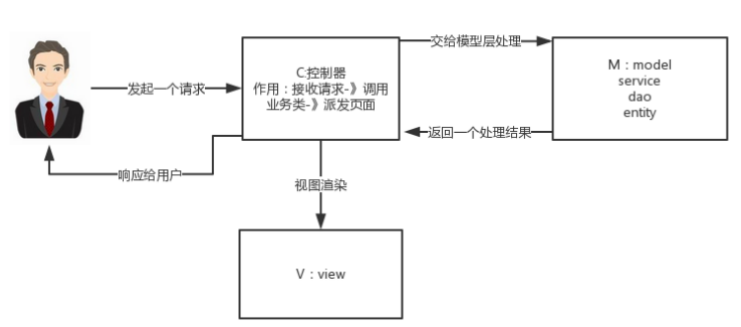 交给模型层处理
C:控制器
作用：接收请求-》调用
业务类-》派发页面
M：model
service
dao
entity
发起一个请求
返回一个处理结果
响应给用户
视图渲染
V：view